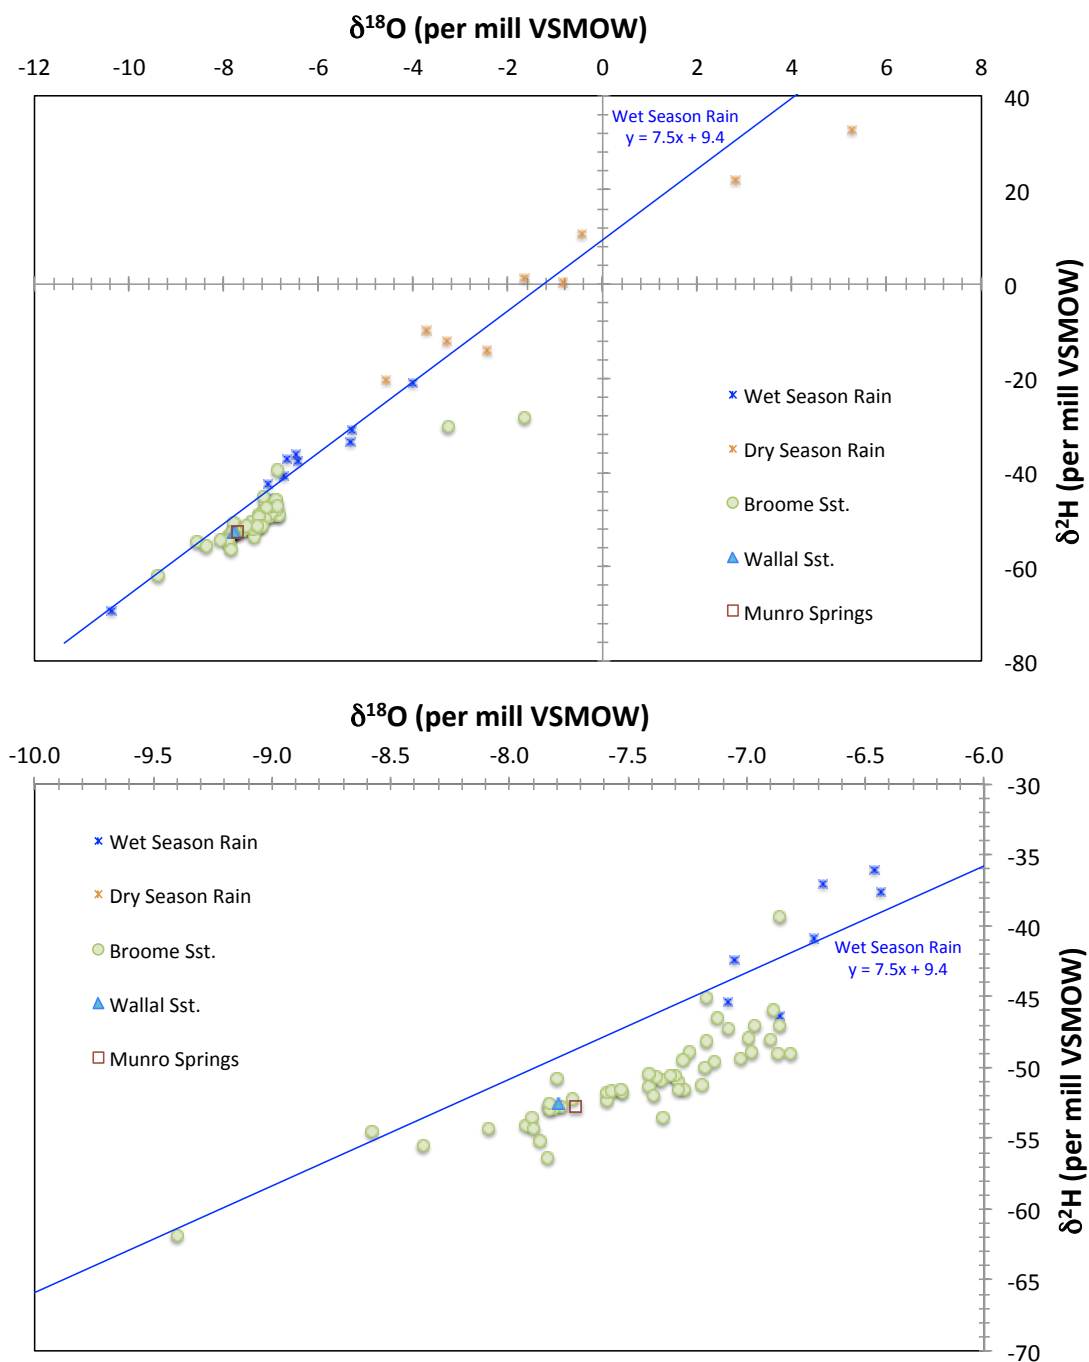 δ¹⁸O (per mill VSMOW)
-12 -10 -8 -6 -4 -2 0 2 4 6 8
40
20
0
-20
-40
-60
-80
δ²H (per mill VSMOW)
Wet Season Rain
y = 7.5x + 9.4
Wet Season Rain
Dry Season Rain
Broome Sst.
Wallal Sst.
Munro Springs
δ¹⁸O (per mill VSMOW)
-10.0 -9.5 -9.0 -8.5 -8.0 -7.5 -7.0 -6.5 -6.0
-30
-35
-40
-45
-50
-55
-60
-65
-70
δ²H (per mill VSMOW)
Wet Season Rain
Dry Season Rain
Broome Sst.
Wallal Sst.
Munro Springs
Wet Season Rain
y = 7.5x + 9.4